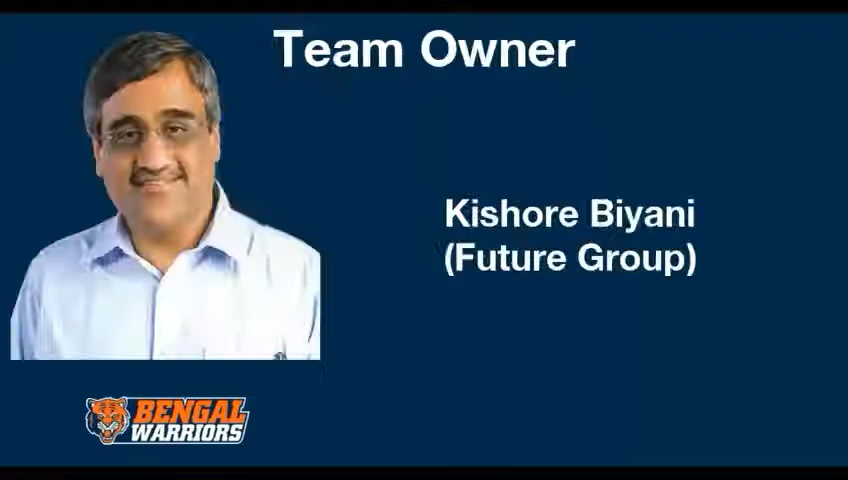 Team Owner
Kishore Biyani
(Future Group)
BENGAL
WARRIORS